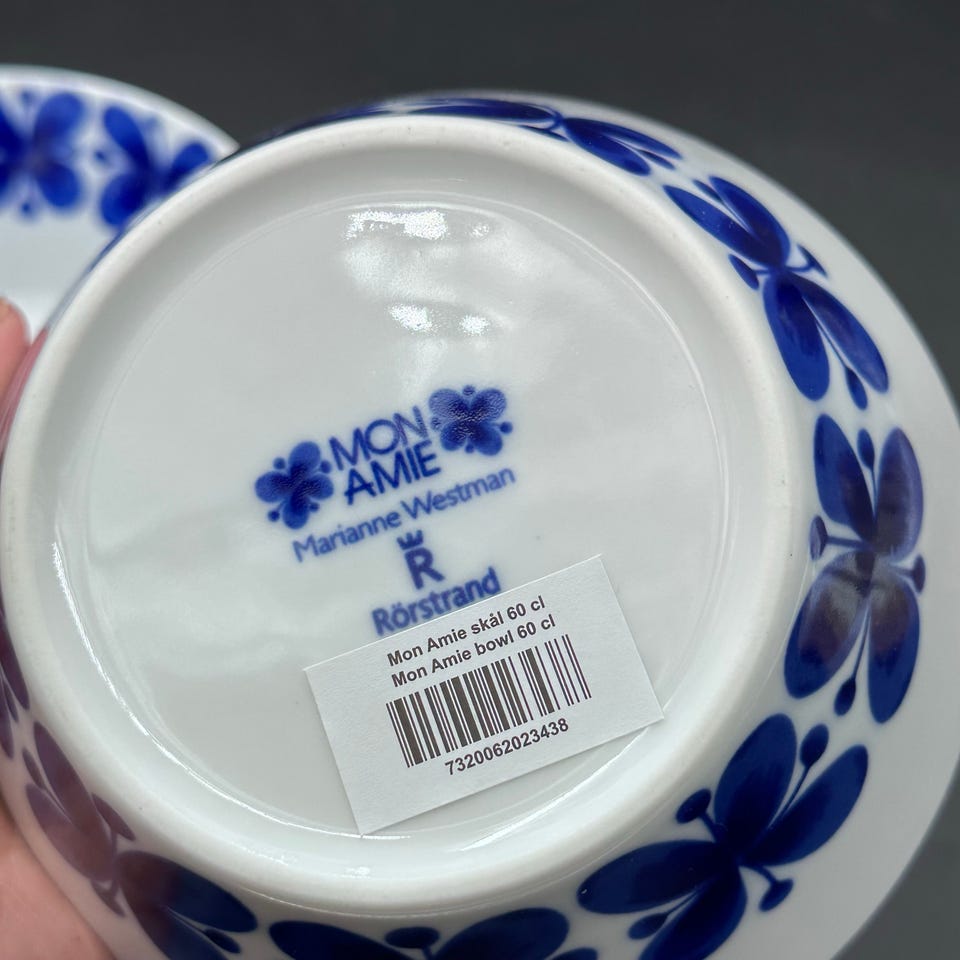 MON
AMIE
Marianne Westman
R
Rörstrand
Mon Amie skål 60 cl
Mon Amie bowl 60 cl
7320062023438